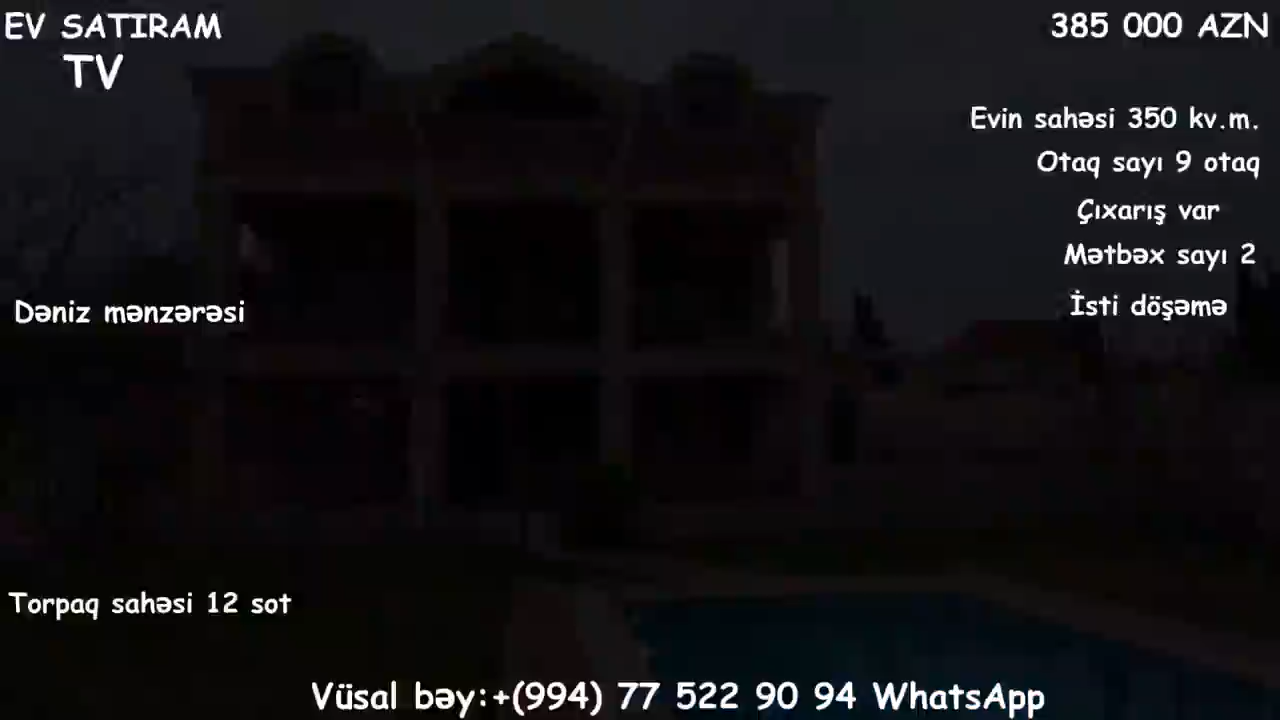 EV SATIRAM
TV
385 000 AZN
Evin sahəsi 350 kv.m.
Otaq sayı 9 otaq
Çıxarış var
Mətbəx sayı 2
İsti döşəmə
Dəniz mənzərəsi
Torpaq sahəsi 12 sot
Vüsal bəy:+(994) 77 522 90 94 WhatsApp